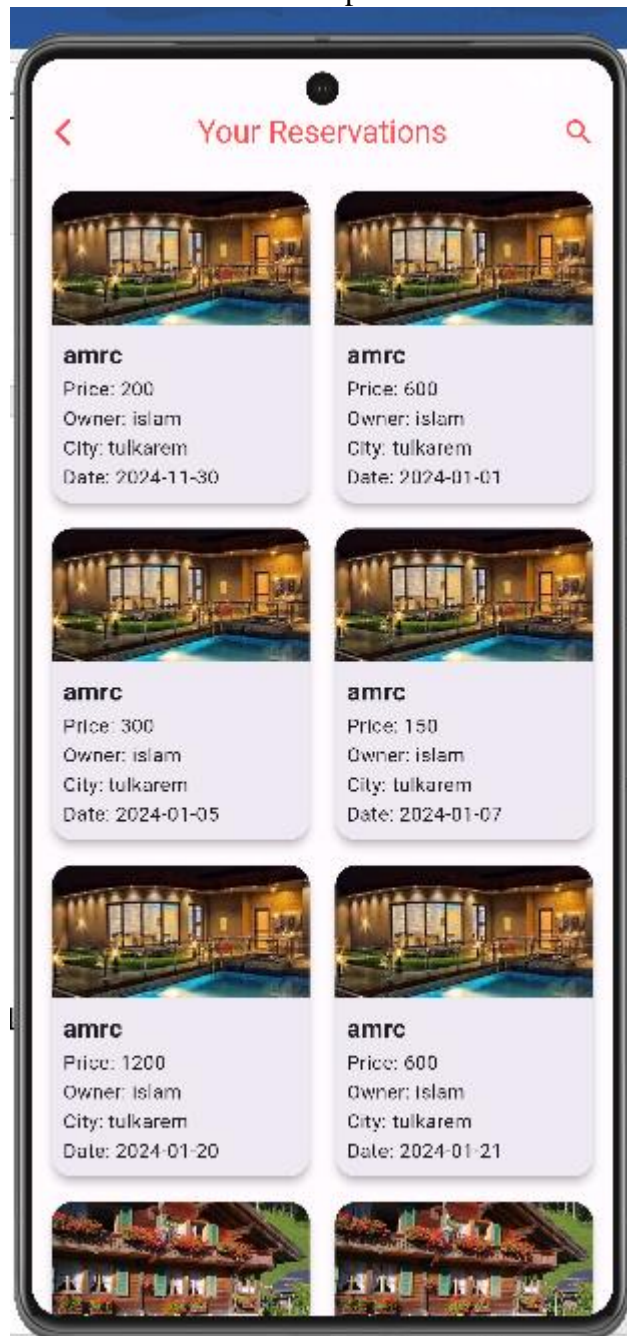 Your Reservations
amrc
Price: 200
Owner: islam
City: tulkarem
Date: 2024-11-30
amrc
Price: 600
Owner: islam
City: tulkarem
Date: 2024-01-01
amrc
Price: 300
Owner: islam
City: tulkarem
Date: 2024-01-05
amrc
Price: 150
Owner: islam
City: tulkarem
Date: 2024-01-07
amrc
Price: 1200
Owner: islam
City: tulkarem
Date: 2024-01-20
amrc
Price: 600
Owner: islam
City: tulkarem
Date: 2024-01-21